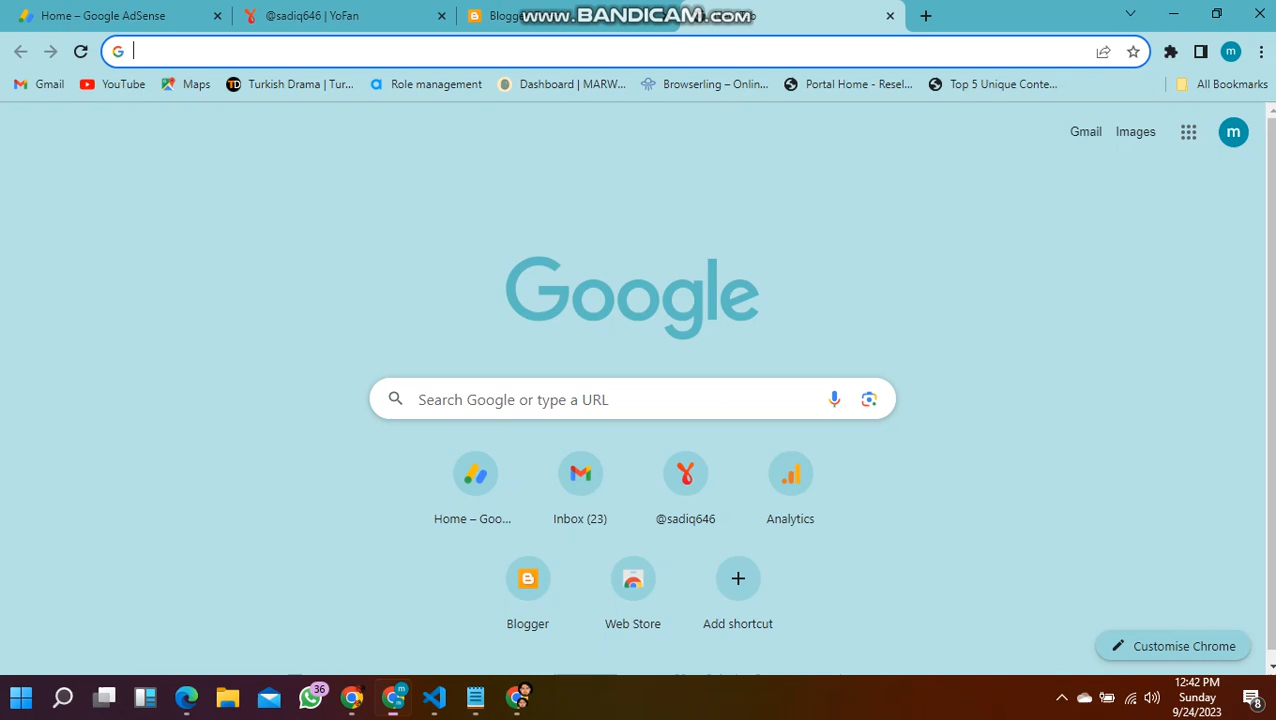 Home – Google AdSense
@sadiq646 | YoFan
Blogge
www.BANDICAM.com
m
Gmail
YouTube
Maps
Turkish Drama | Tur...
Role management
Dashboard | MARW...
Browserling – Onlin...
Portal Home - Resel...
Top 5 Unique Conte...
All Bookmarks
Gmail
Images
m
Google
Search Google or type a URL
Home – Goo...
Inbox (23)
@sadiq646
Analytics
Blogger
Web Store
Add shortcut
Customise Chrome
36
m
12:42 PM
Sunday
9/24/2023
8